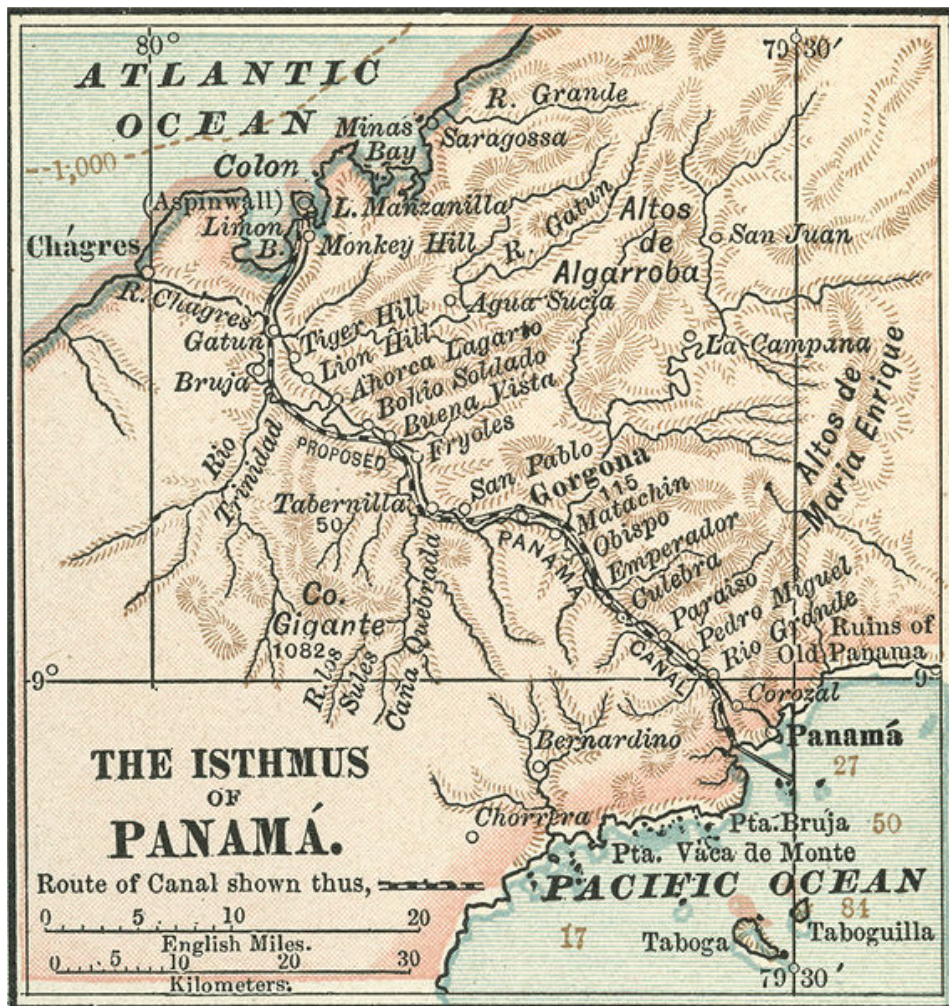 80°
79°30′
ATLANTIC
OCEAN
1,000
R. Grande
Minas
Bay
Saragossa
Colon
(Aspinwall)
L. Manzanilla
Limon
B.
Monkey Hill
R. Gatun
Altos
de
Algarroba
San Juan
Chágres
R. Chágres
Agua Sucia
Gatun
Tiger Hill
Lion Hill
Ahorca Lagarto
Bohio Soldado
Buena Vista
Fryoles
La Campana
Bruja
Altos de
Maria Enrique
Rio
Trinidad
PROPOSED
PANAMA
CANAL
San Pablo
Gorgona
115
Tabernilla
50
Matachin
Obispo
Emperador
Culebra
Paraiso
Pedro Miguel
Rio Grande
Co.
Gigante
1082
R. los
Siles
Caña Quebrada
Ruins of
Old Panama
9°
9°
Corozal
Panamá
27
Bernardino
Chorrera
Pta. Bruja
50
Pta. Vaca de Monte
PACIFIC OCEAN
84
17
Taboga
Taboguilla
79°30′
THE ISTHMUS
OF
PANAMÁ.
Route of Canal shown thus,
0 5 10 20
English Miles.
0 5 10 20 30
Kilometers.